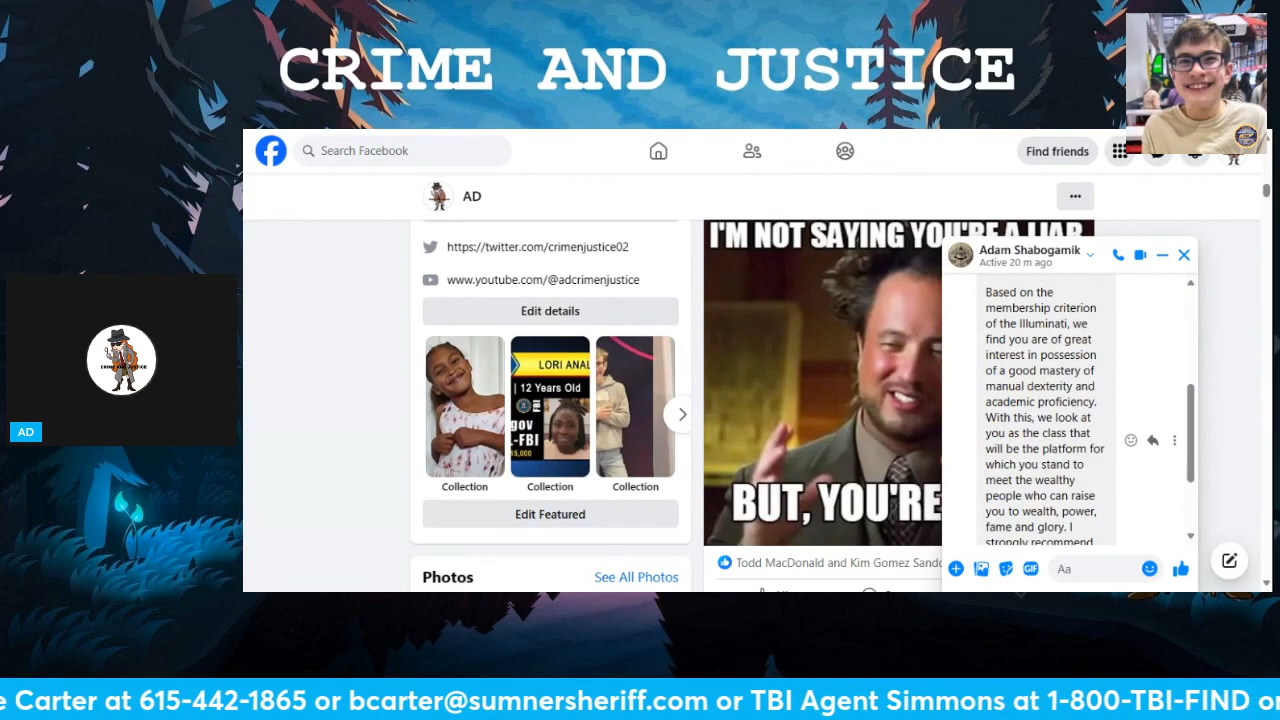 CRIME AND JUSTICE
Search Facebook
Find friends
AD
https://twitter.com/crimenjustice02
www.youtube.com/@adcrimenjustice
Edit details
LORI ANAL
12 Years Old
FBI
gov
-FBI
15,000
Collection
Collection
Collection
Edit Featured
Photos
See All Photos
I'M NOT SAYING YOU'RE A LIAR
BUT, YOU'RE
Todd MacDonald and Kim Gomez Sando
Adam Shabogamik
Active 20 m ago
Based on the
membership criterion
of the Illuminati, we
find you are of great
interest in possession
of a good mastery of
manual dexterity and
academic proficiency.
With this, we look at
you as the class that
will be the platform for
which you stand to
meet the wealthy
people who can raise
you to wealth, power,
fame and glory. I
strongly recommend
GIF
Aa
CRIME AND JUSTICE
AD
e Carter at 615-442-1865 or bcarter@sumnersheriff.com or TBI Agent Simmons at 1-800-TBI-FIND or